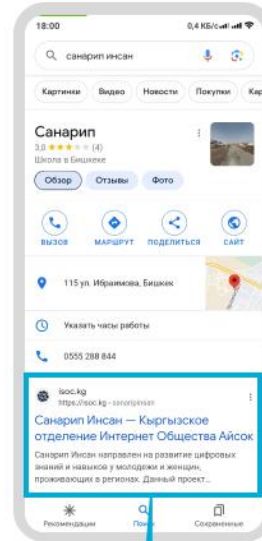 18:00
0,4 КБ/с
санарип инсан
Картинки Видео Новости Покупки Кар
Санарип
3,0 (4)
Школа в Бишкеке
Обзор Отзывы Фото
ВЫЗОВ МАРШРУТ ПОДЕЛИТЬСЯ САЙТ
115 ул. Ибраимова, Бишкек
Указать часы работы
0555 288 844
isoc.kg
https://isoc.kg › sanaripinsan
Санарип Инсан — Кыргызское
отделение Интернет Общества Айсок
Санарип Инсан направлен на развитие цифровых
знаний и навыков у молодежи и женщин,
проживающих в регионах. Данный проект...
Рекомендации Поиск Сохраненные